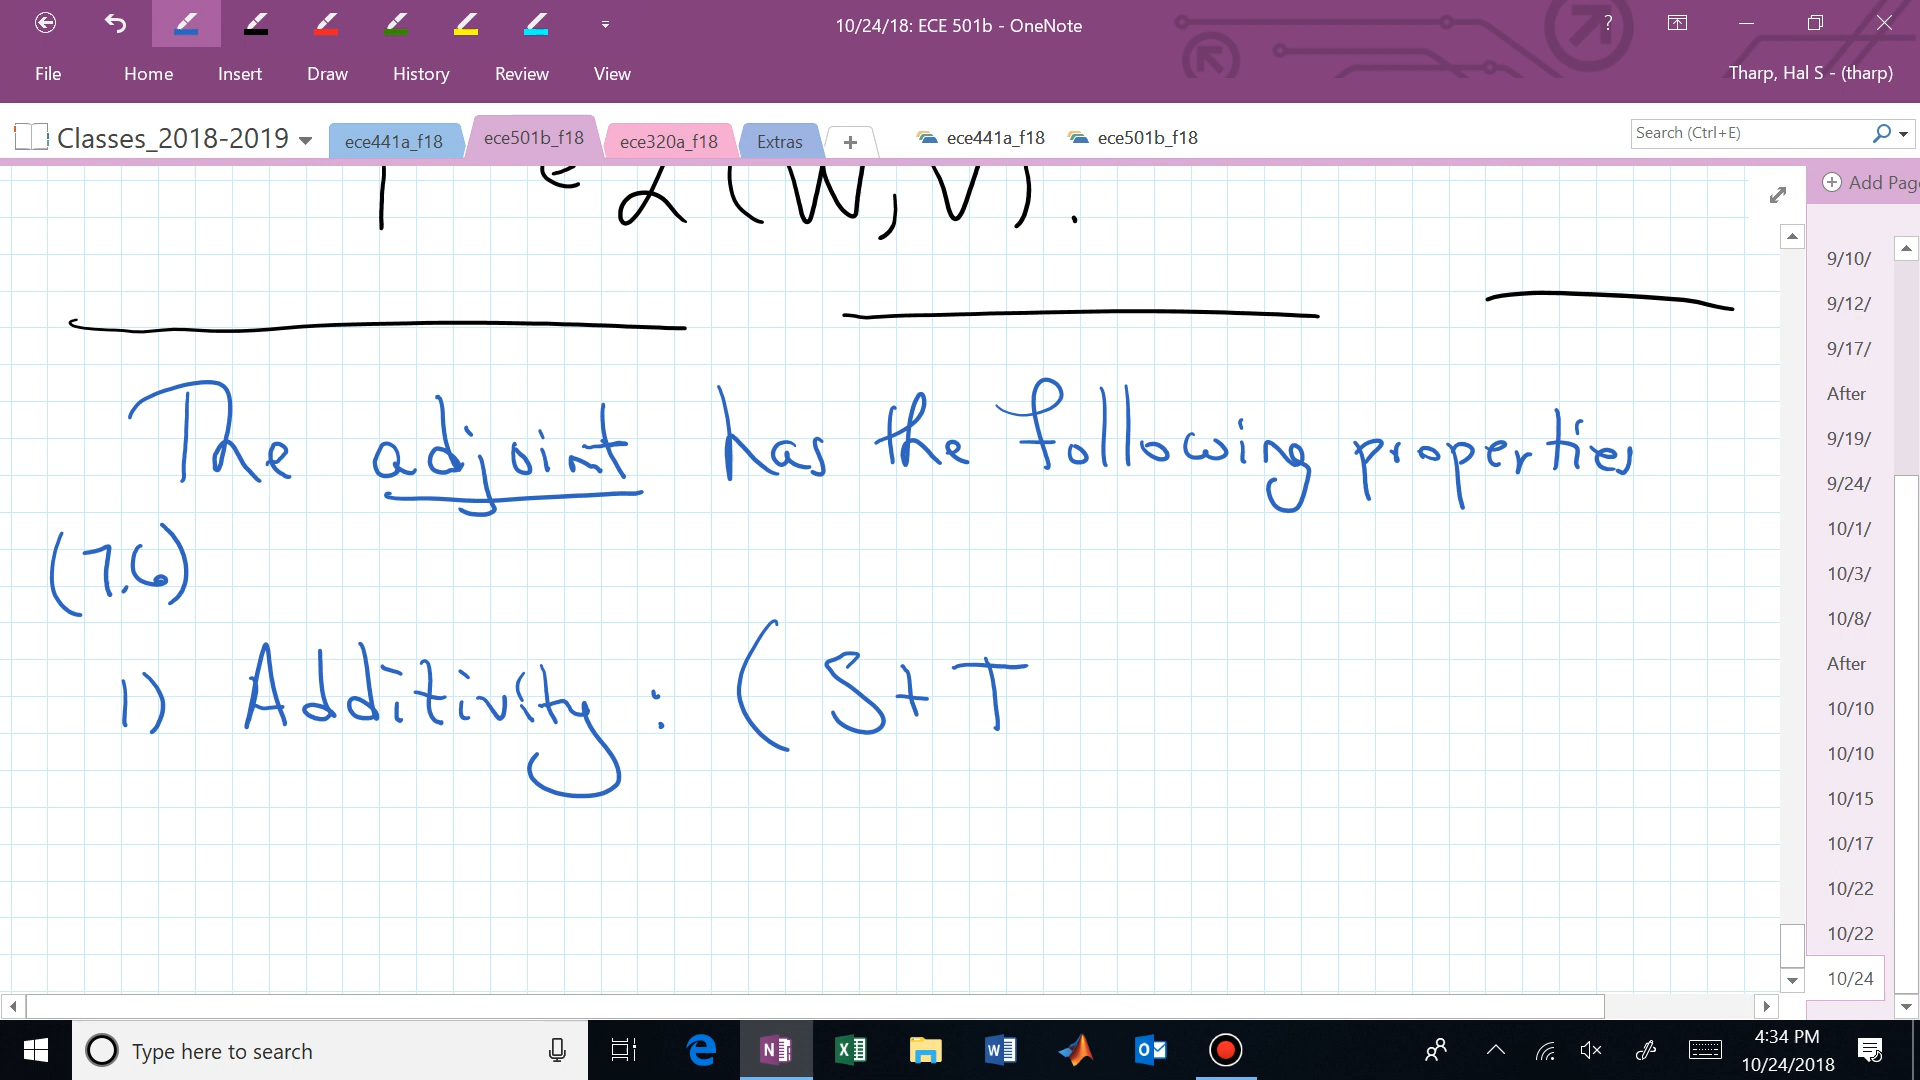 10/24/18: ECE 501b - OneNote
?
File Home Insert Draw History Review View
Tharp, Hal S - (tharp)
Classes_2018-2019 ece441a_f18 ece501b_f18 ece320a_f18 Extras + ece441a_f18 ece501b_f18
Search (Ctrl+E)
∈ ℒ(W,V).
Add Pag
The adjoint has the following properties
(7.6)
1) Additivity: (S+T
9/10/
9/12/
9/17/
After
9/19/
9/24/
10/1/
10/3/
10/8/
After
10/10
10/10
10/15
10/17
10/22
10/22
10/24
Type here to search
4:34 PM
10/24/2018